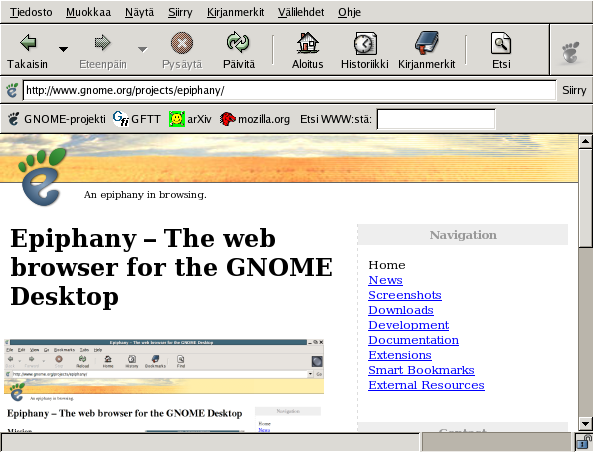 Tiedosto Muokkaa Näytä Siirry Kirjanmerkit Välilehdet Ohje
Takaisin Eteenpäin Pysäytä Päivitä Aloitus Historiikki Kirjanmerkit Etsi
http://www.gnome.org/projects/epiphany/ Siirry
GNOME-projekti GFTT arXiv mozilla.org Etsi WWW:stä:
An epiphany in browsing.
Epiphany – The web
browser for the GNOME
Desktop
Navigation
Home
News
Screenshots
Downloads
Development
Documentation
Extensions
Smart Bookmarks
External Resources
Epiphany – The web browser for the GNOME Desktop
File Edit View Go Bookmarks Tabs Help
Back Forward Stop Reload Home History Bookmarks Find
http://www.gnome.org/projects/epiphany/ Go
An epiphany in browsing.
Epiphany – The web browser for the GNOME Desktop
Navigation
Home
News
Mission
Contact